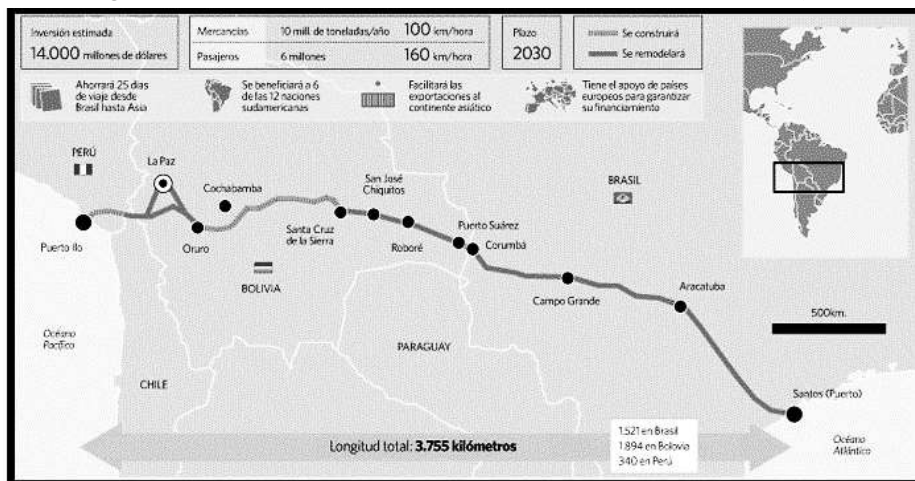 Inversión estimada
14.000 millones de dólares
Mercancías 10 mill. de toneladas/año 100 km/hora
Pasajeros 6 millones 160 km/hora
Plazo
2030
Se construirá
Se remodelará
Ahorrará 25 días
de viaje desde
Brasil hasta Asia
Se beneficiará a 6
de las 12 naciones
sudamericanas
Facilitará las
exportaciones al
continente asiático
Tiene el apoyo de países
europeos para garantizar
su financiamiento
PERÚ
La Paz
Cochabamba
San José
Chiquitos
BRASIL
Puerto Ilo
Oruro
Santa Cruz
de la Sierra
Roboré
Puerto Suárez
Corumbá
BOLIVIA
Campo Grande
Aracatuba
500km.
Océano
Pacífico
PARAGUAY
CHILE
Santos (Puerto)
Longitud total: 3.755 kilómetros
1.521 en Brasil
1.894 en Bolovia
340 en Perú
Océano
Atlántico